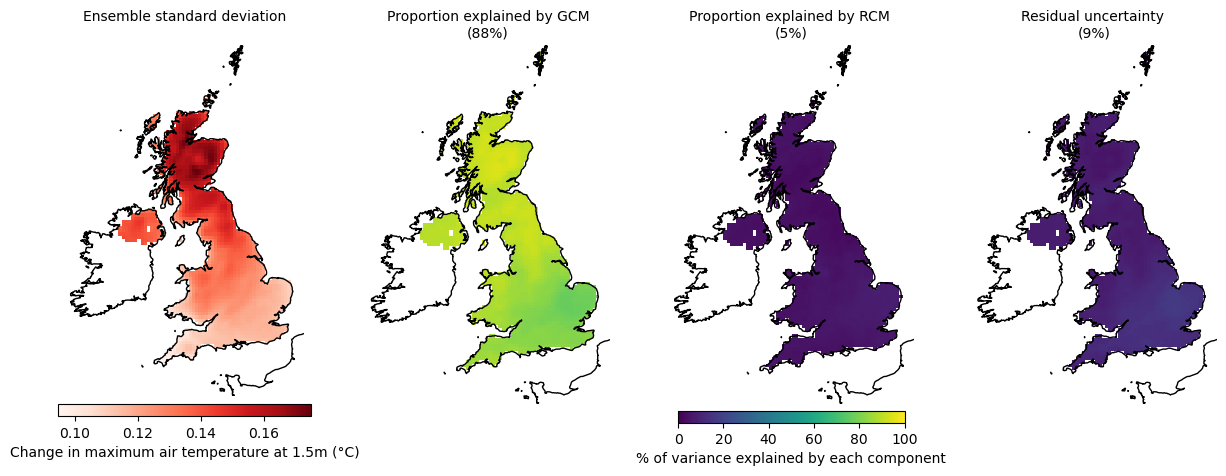 Ensemble standard deviation
Proportion explained by GCM
(88%)
Proportion explained by RCM
(5%)
Residual uncertainty
(9%)
0.10 0.12 0.14 0.16
Change in maximum air temperature at 1.5m (°C)
0 20 40 60 80 100
% of variance explained by each component